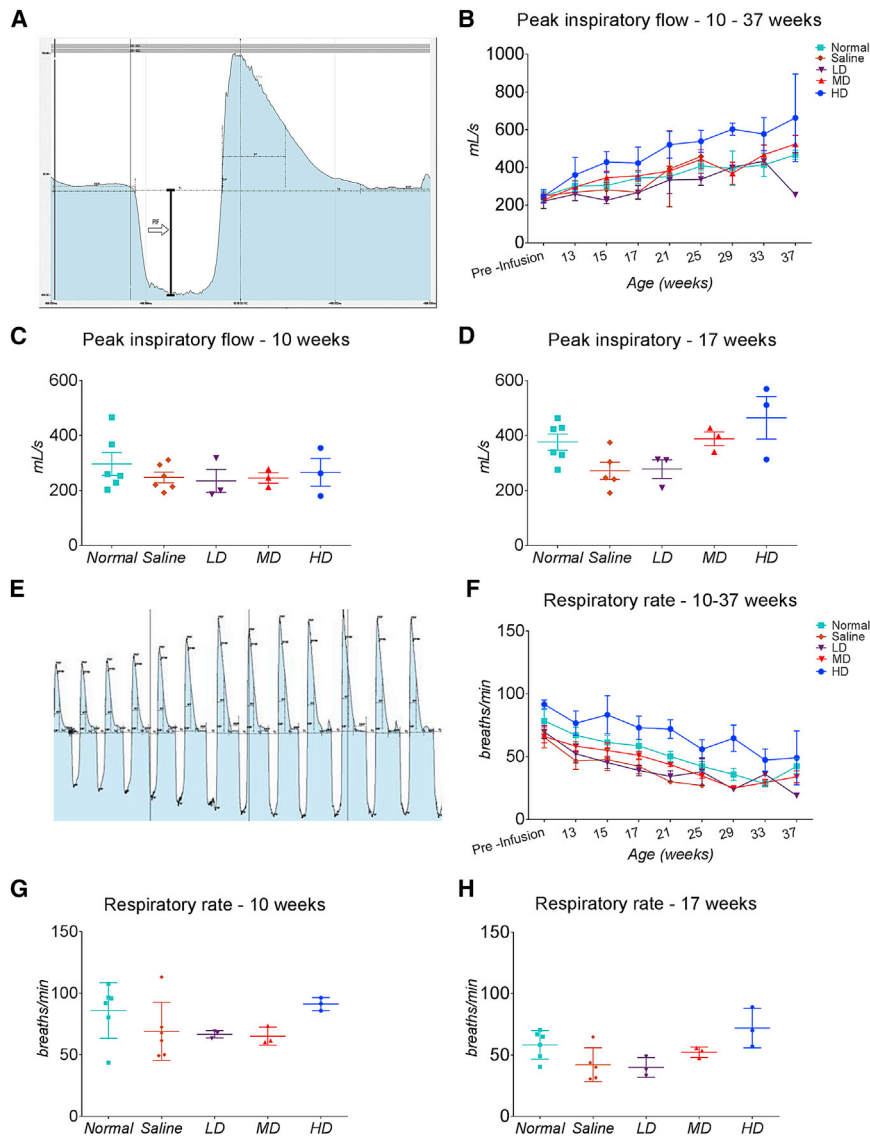 A
PIF
B
Peak inspiratory flow - 10 - 37 weeks
1000
800
600
400
200
0
mL/s
Normal
Saline
LD
MD
HD
Pre -Infusion 13 15 17 21 25 29 33 37
Age (weeks)
C
Peak inspiratory flow - 10 weeks
600
400
200
0
mL/s
Normal Saline LD MD HD
D
Peak inspiratory - 17 weeks
600
400
200
0
mL/s
Normal Saline LD MD HD
E
F
Respiratory rate - 10-37 weeks
150
100
50
0
breaths/min
Normal
Saline
LD
MD
HD
Pre -Infusion 13 15 17 21 25 29 33 37
Age (weeks)
G
Respiratory rate - 10 weeks
150
100
50
0
breaths/min
Normal Saline LD MD HD
H
Respiratory rate - 17 weeks
150
100
50
0
breaths/min
Normal Saline LD MD HD